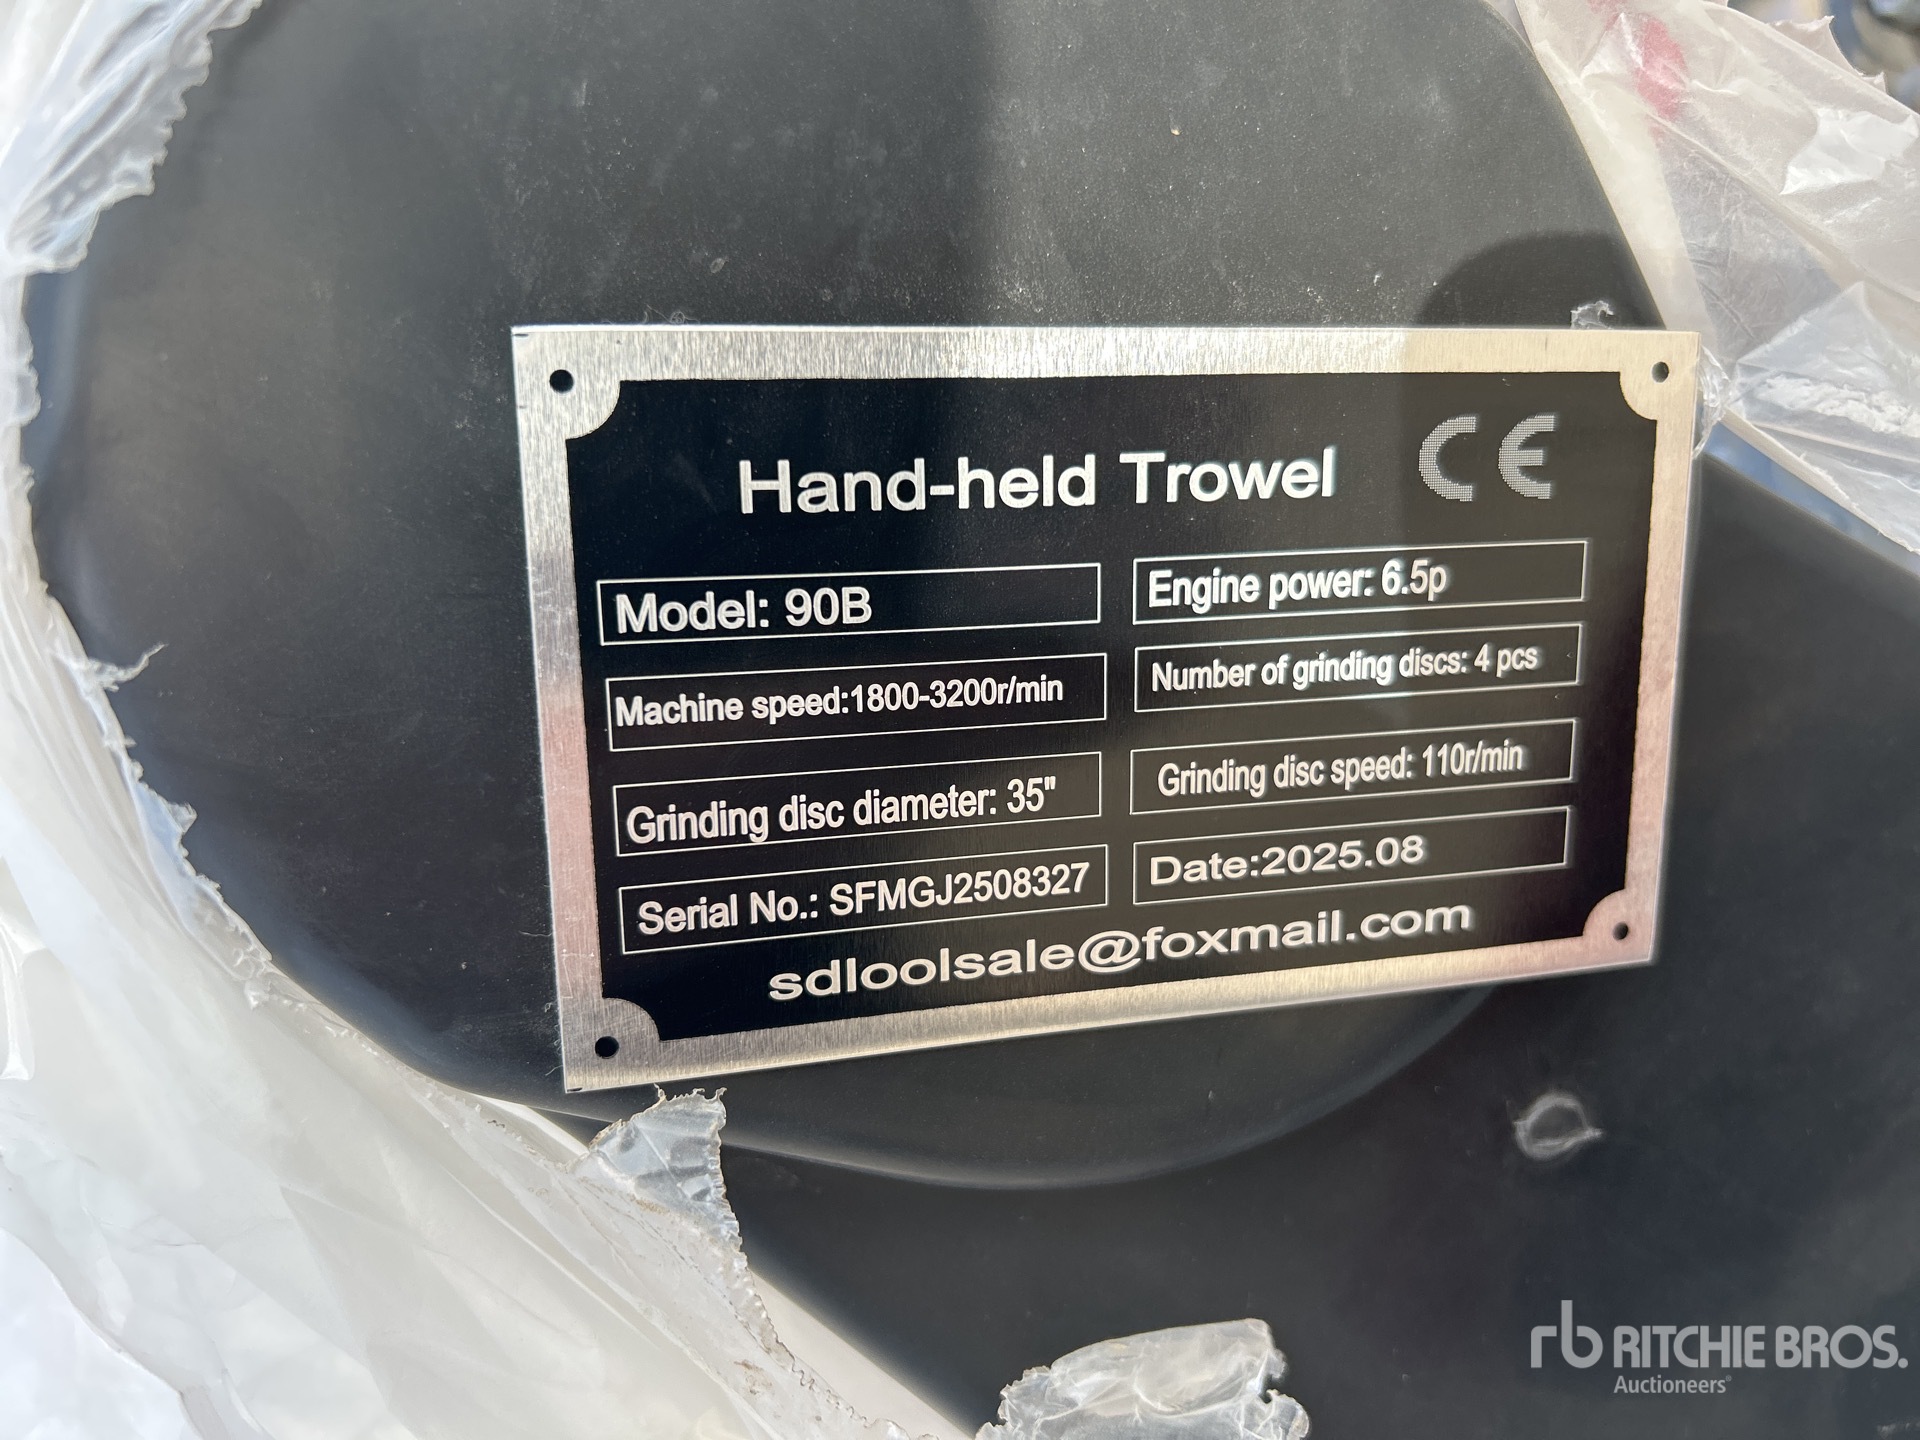 Hand-held Trowel CE
Model: 90B
Engine power: 6.5p
Machine speed:1800-3200r/min
Number of grinding discs: 4 pcs
Grinding disc diameter: 35"
Grinding disc speed: 110r/min
Serial No.: SFMGJ2508327
Date:2025.08
sdloolsale@foxmail.com
rb RITCHIE BROS.
Auctioneers